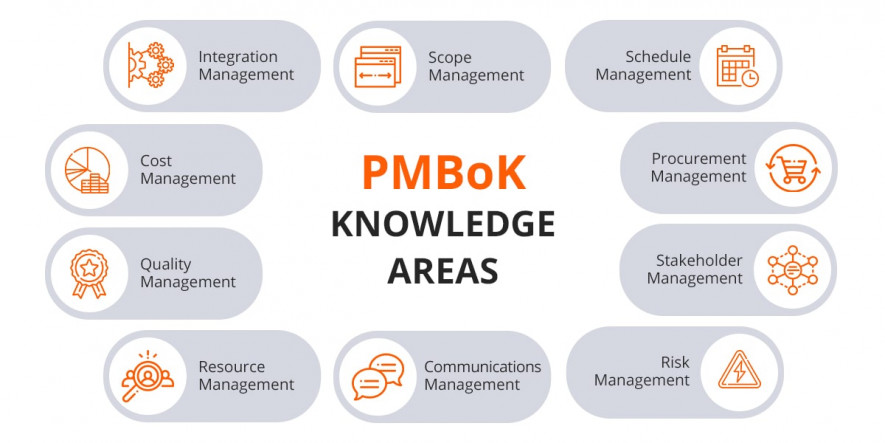 Integration
Management
Scope
Management
Schedule
Management
Cost
Management
PMBoK
KNOWLEDGE
AREAS
Procurement
Management
Quality
Management
Stakeholder
Management
Resource
Management
Communications
Management
Risk
Management